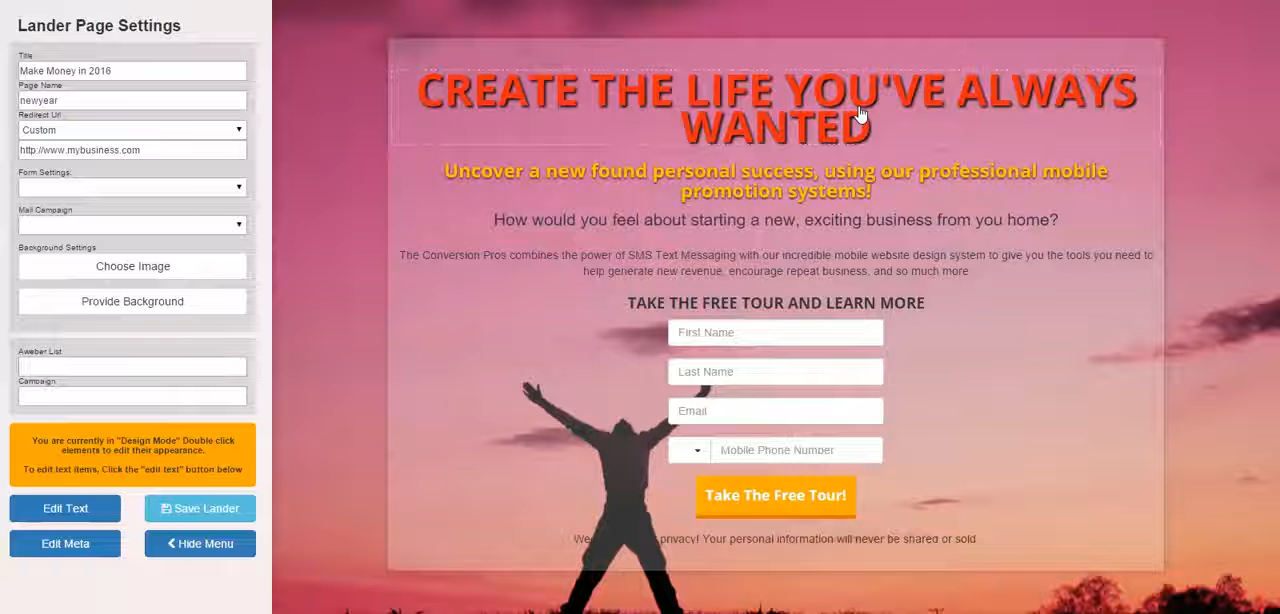 Lander Page Settings
Title
Make Money in 2016
Page Name
newyear
Redirect Url
Custom
http://www.mybusiness.com
Form Settings:
Mail Campaign
Background Settings
Choose Image
Provide Background
Aweber List
Campaign
You are currently in "Design Mode" Double click
elements to edit their appearance.
To edit text items, Click the "edit text" button below
Edit Text
Save Lander
Edit Meta
Hide Menu
CREATE THE LIFE YOU'VE ALWAYS
WANTED
Uncover a new found personal success, using our professional mobile
promotion systems!
How would you feel about starting a new, exciting business from you home?
The Conversion Pros combines the power of SMS Text Messaging with our incredible mobile website design system to give you the tools you need to
help generate new revenue, encourage repeat business, and so much more
TAKE THE FREE TOUR AND LEARN MORE
First Name
Last Name
Email
Mobile Phone Number
Take The Free Tour!
We privacy! Your personal information will never be shared or sold